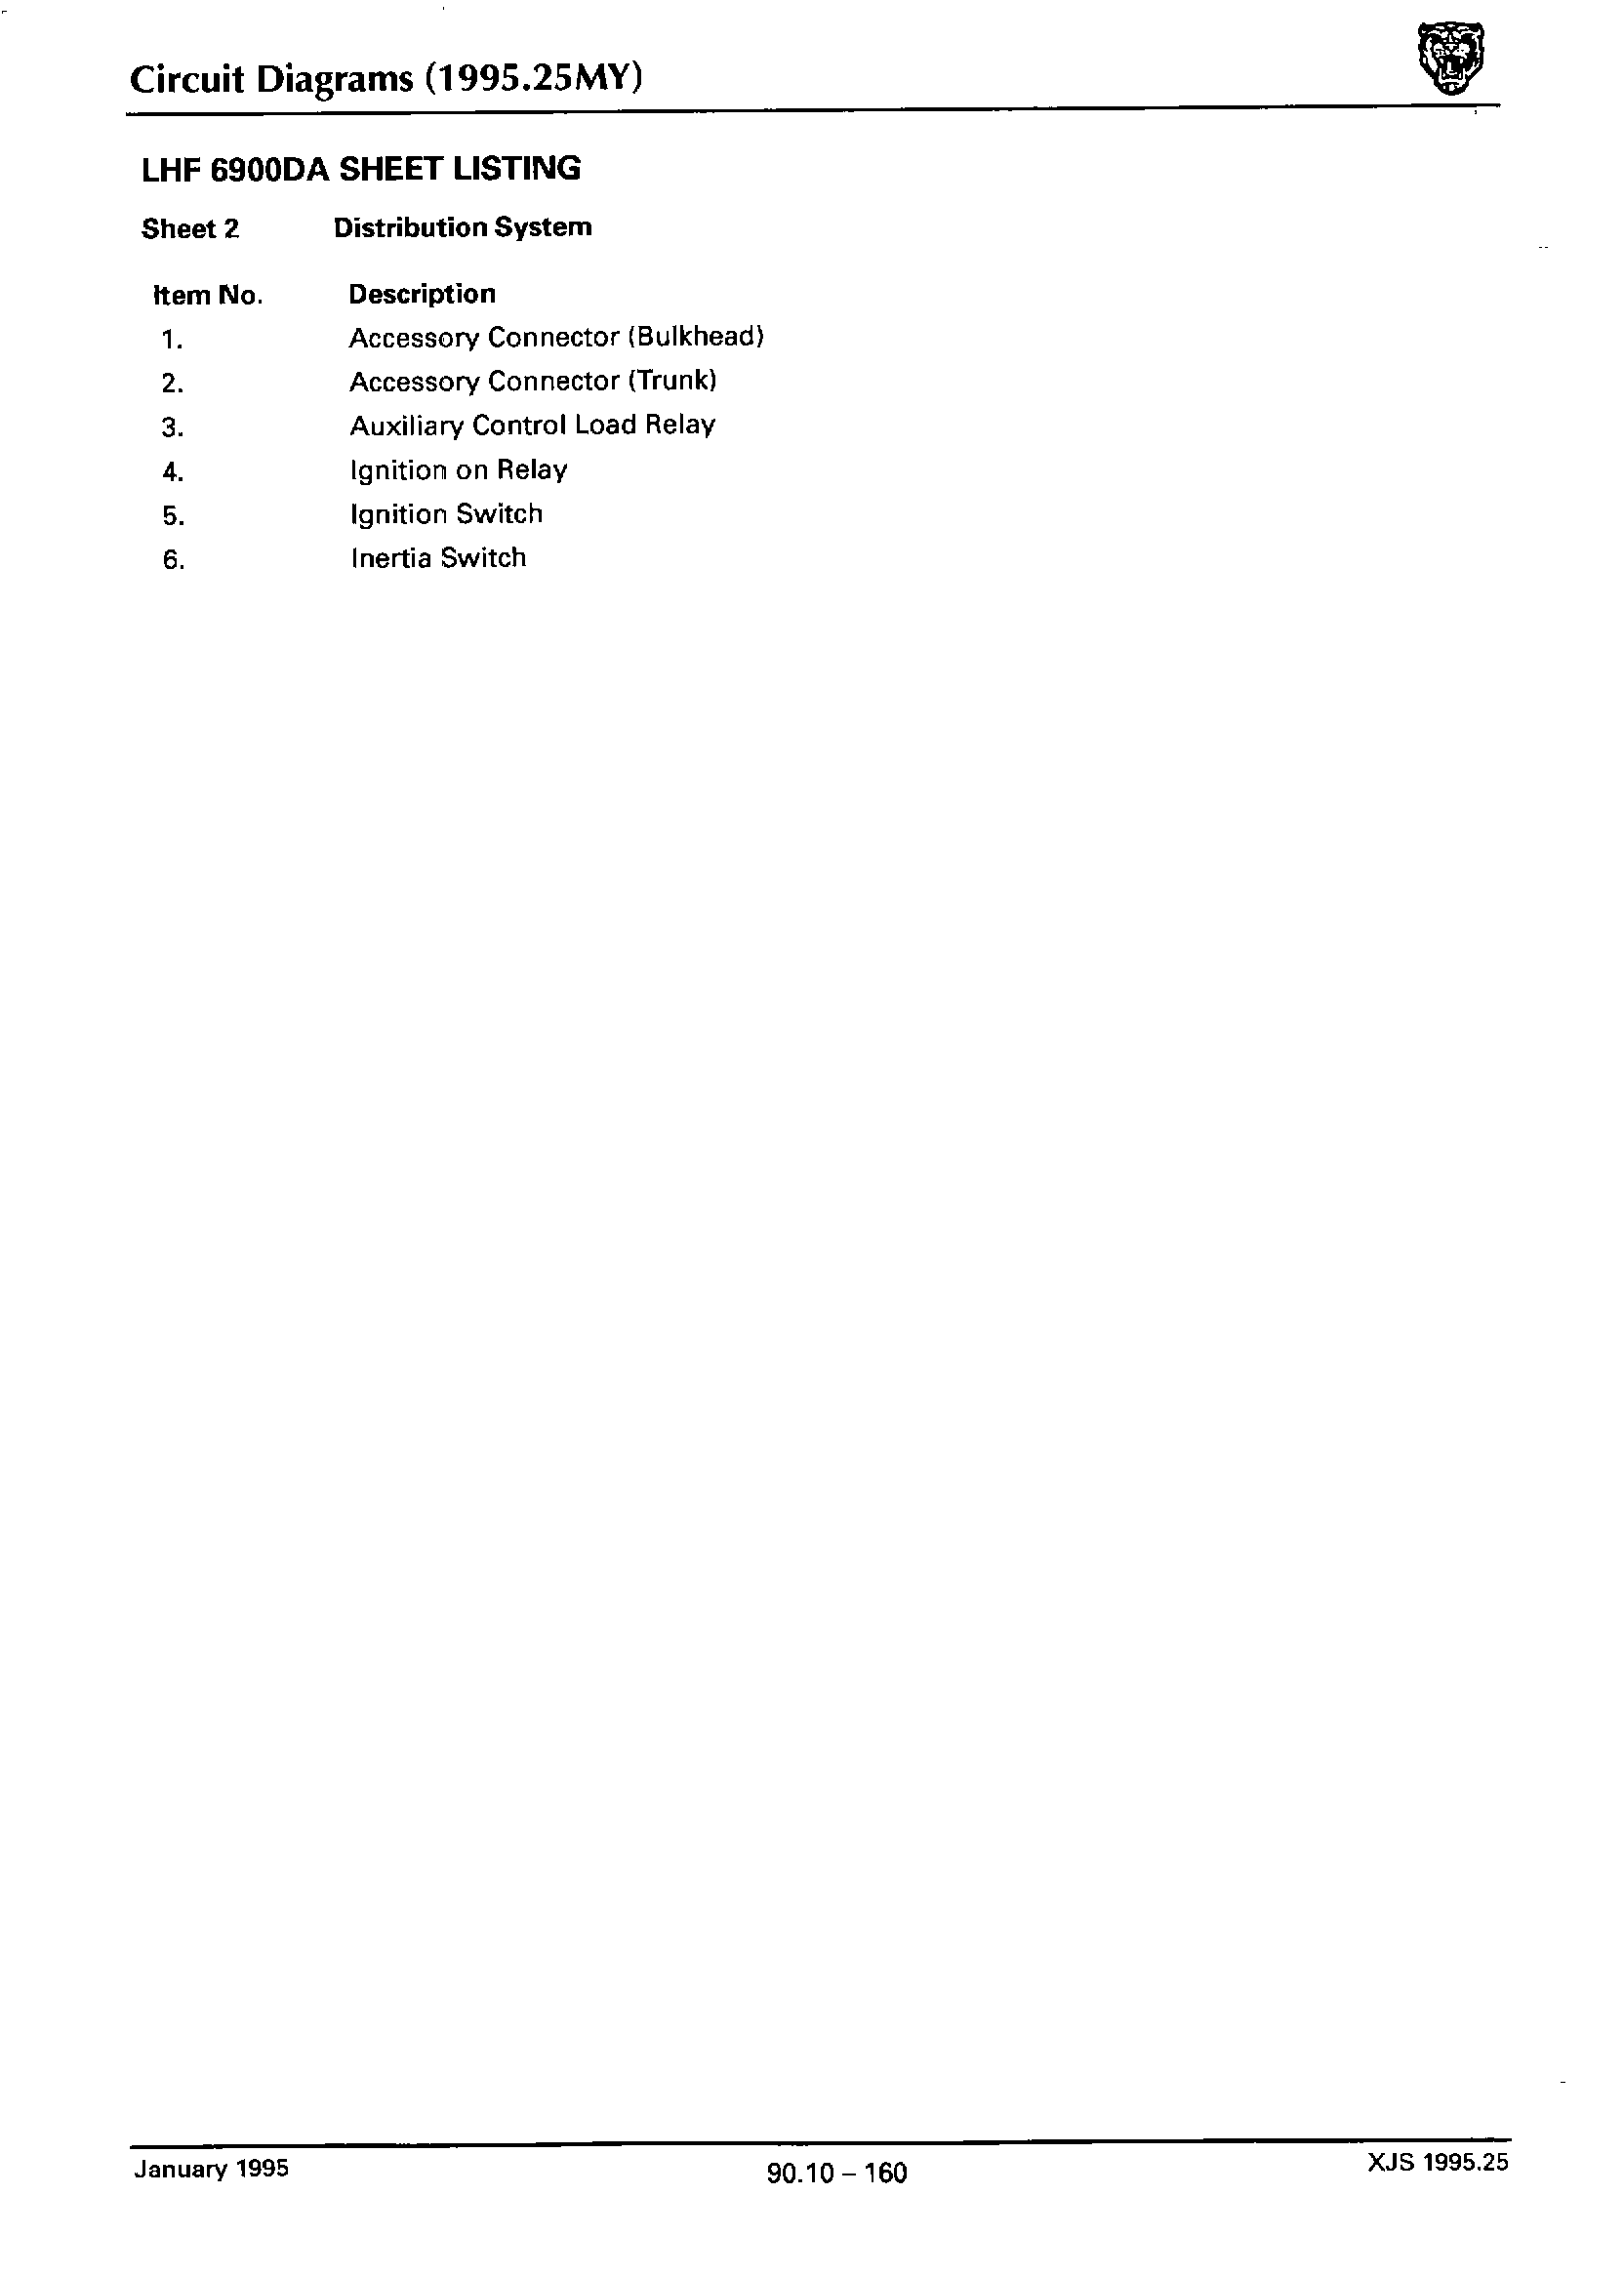 Circuit Diagrams (1995.25MY)
LHF 6900DA SHEET LISTING
Sheet 2 Distribution System
Item No. Description
1. Accessory Connector (Bulkhead)
2. Accessory Connector (Trunk)
3. Auxiliary Control Load Relay
4. Ignition on Relay
5. Ignition Switch
6. Inertia Switch
January 1995 90.10 – 160 XJS 1995.25